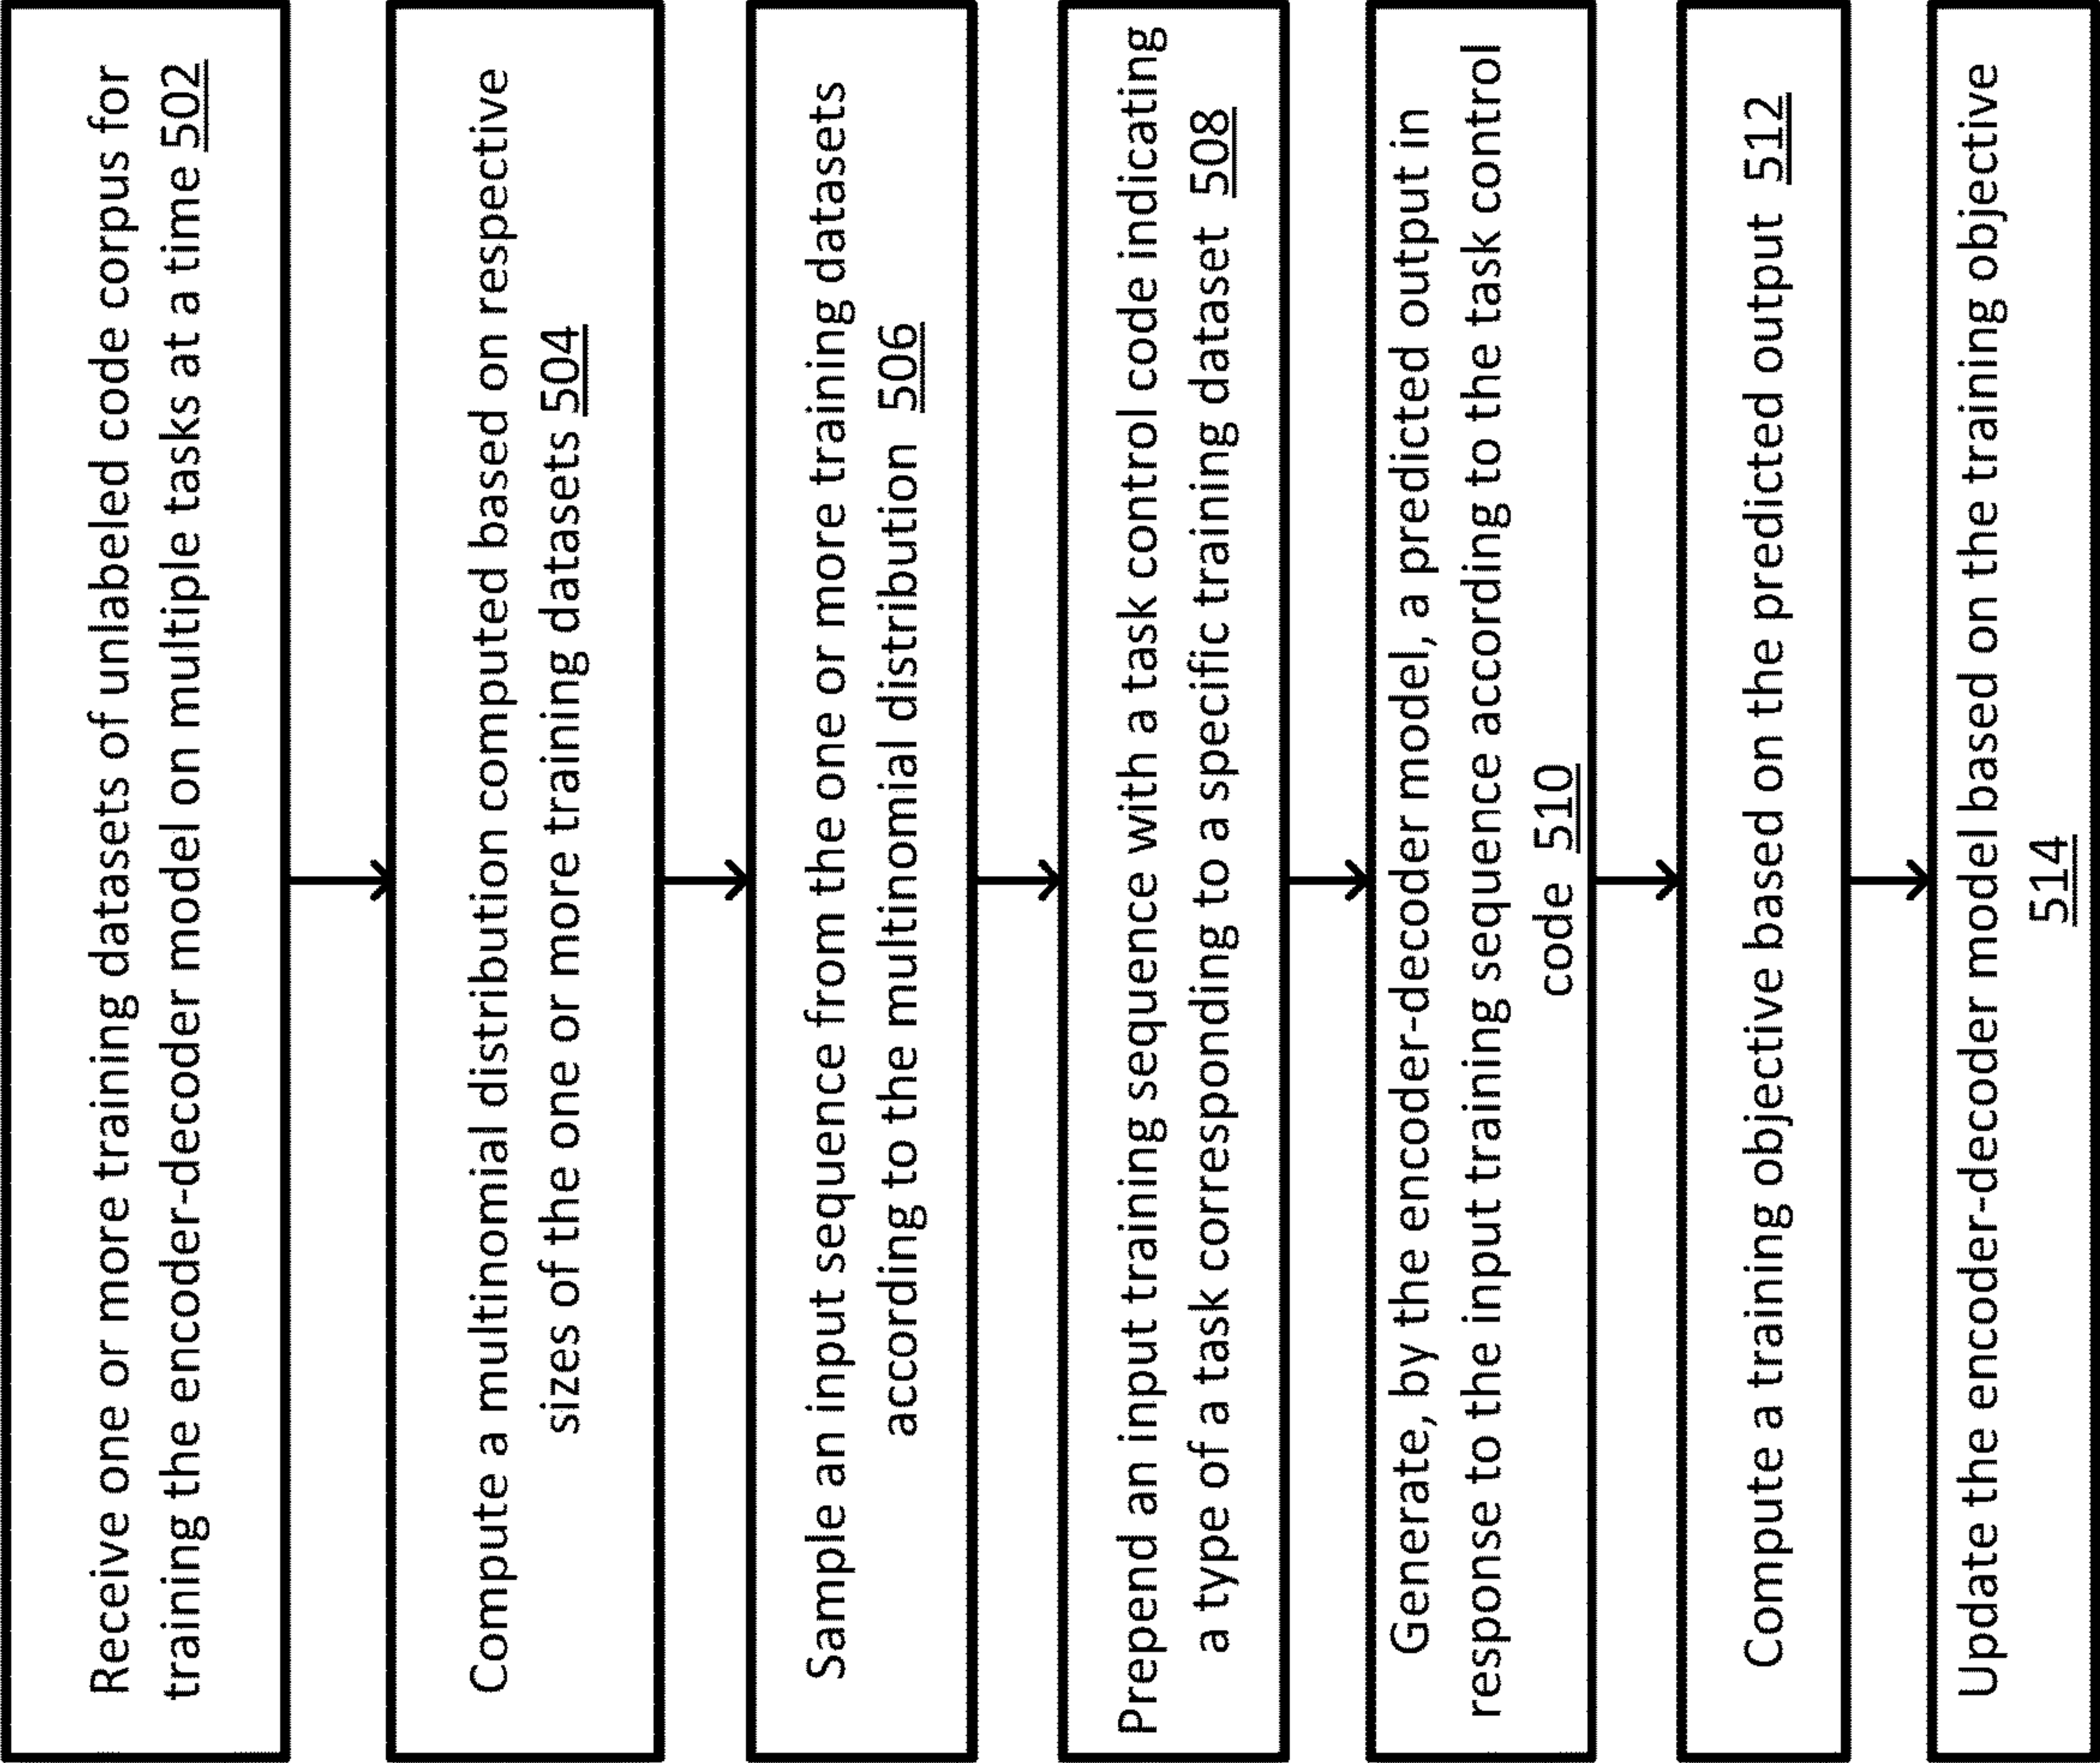 Receive one or more training datasets of unlabeled code corpus for
training the encoder-decoder model on multiple tasks at a time 502
Compute a multinomial distribution computed based on respective
sizes of the one or more training datasets 504
Sample an input sequence from the one or more training datasets
according to the multinomial distribution 506
Prepend an input training sequence with a task control code indicating
a type of a task corresponding to a specific training dataset 508
Generate, by the encoder-decoder model, a predicted output in
response to the input training sequence according to the task control
code 510
Compute a training objective based on the predicted output 512
Update the encoder-decoder model based on the training objective
514